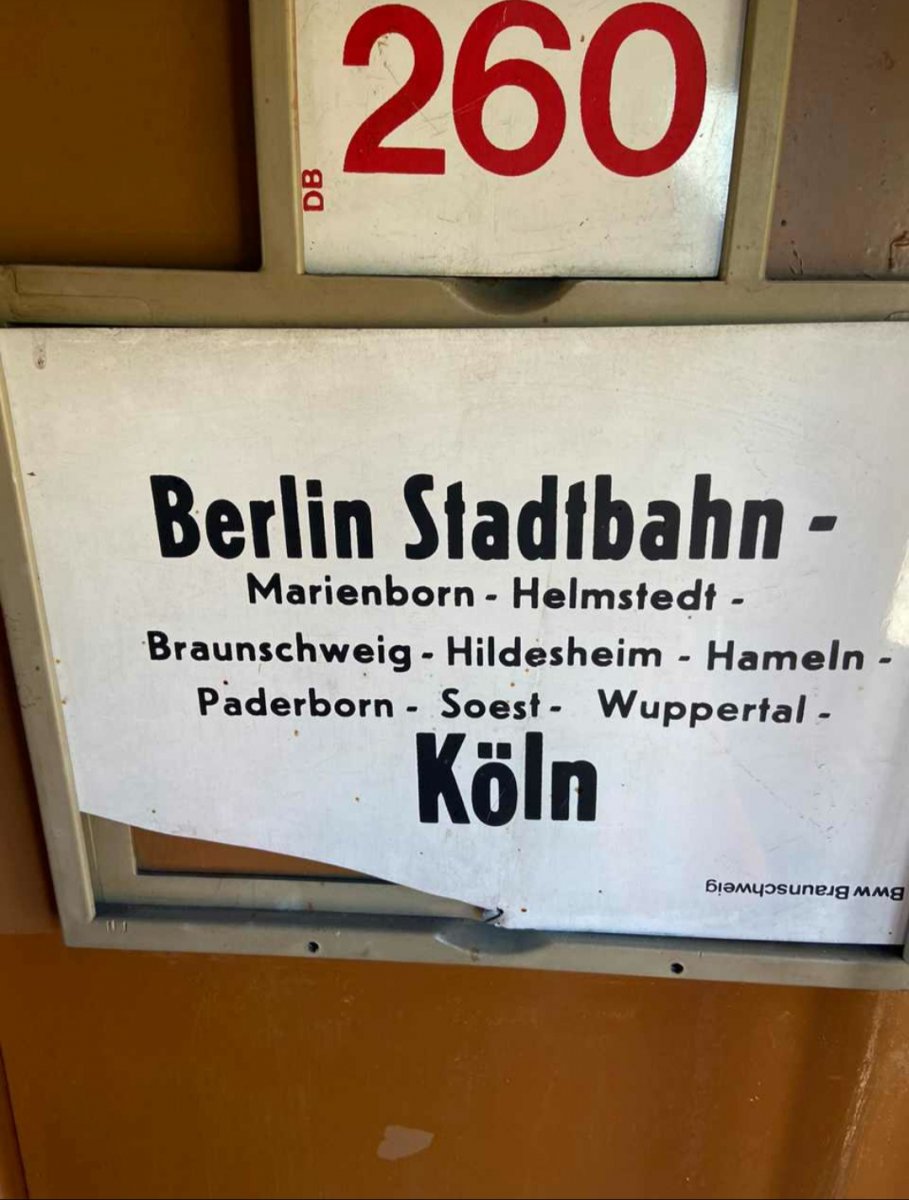 260
DB
Berlin Stadtbahn -
Marienborn - Helmstedt -
Braunschweig - Hildesheim - Hameln -
Paderborn - Soest - Wuppertal -
Köln
Bww Braunschweig